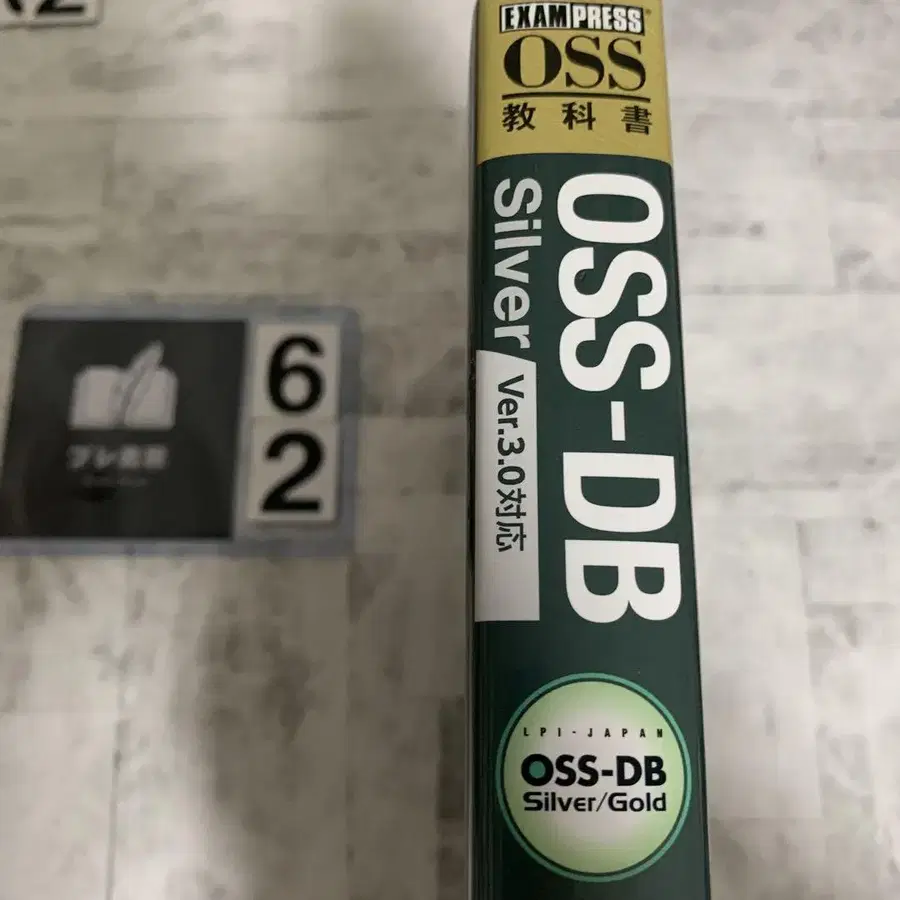 EXAMPRESS
OSS
教科書
OSS-DB
Silver
Ver.3.0対応
LPI-JAPAN
OSS-DB
Silver/Gold
6
2